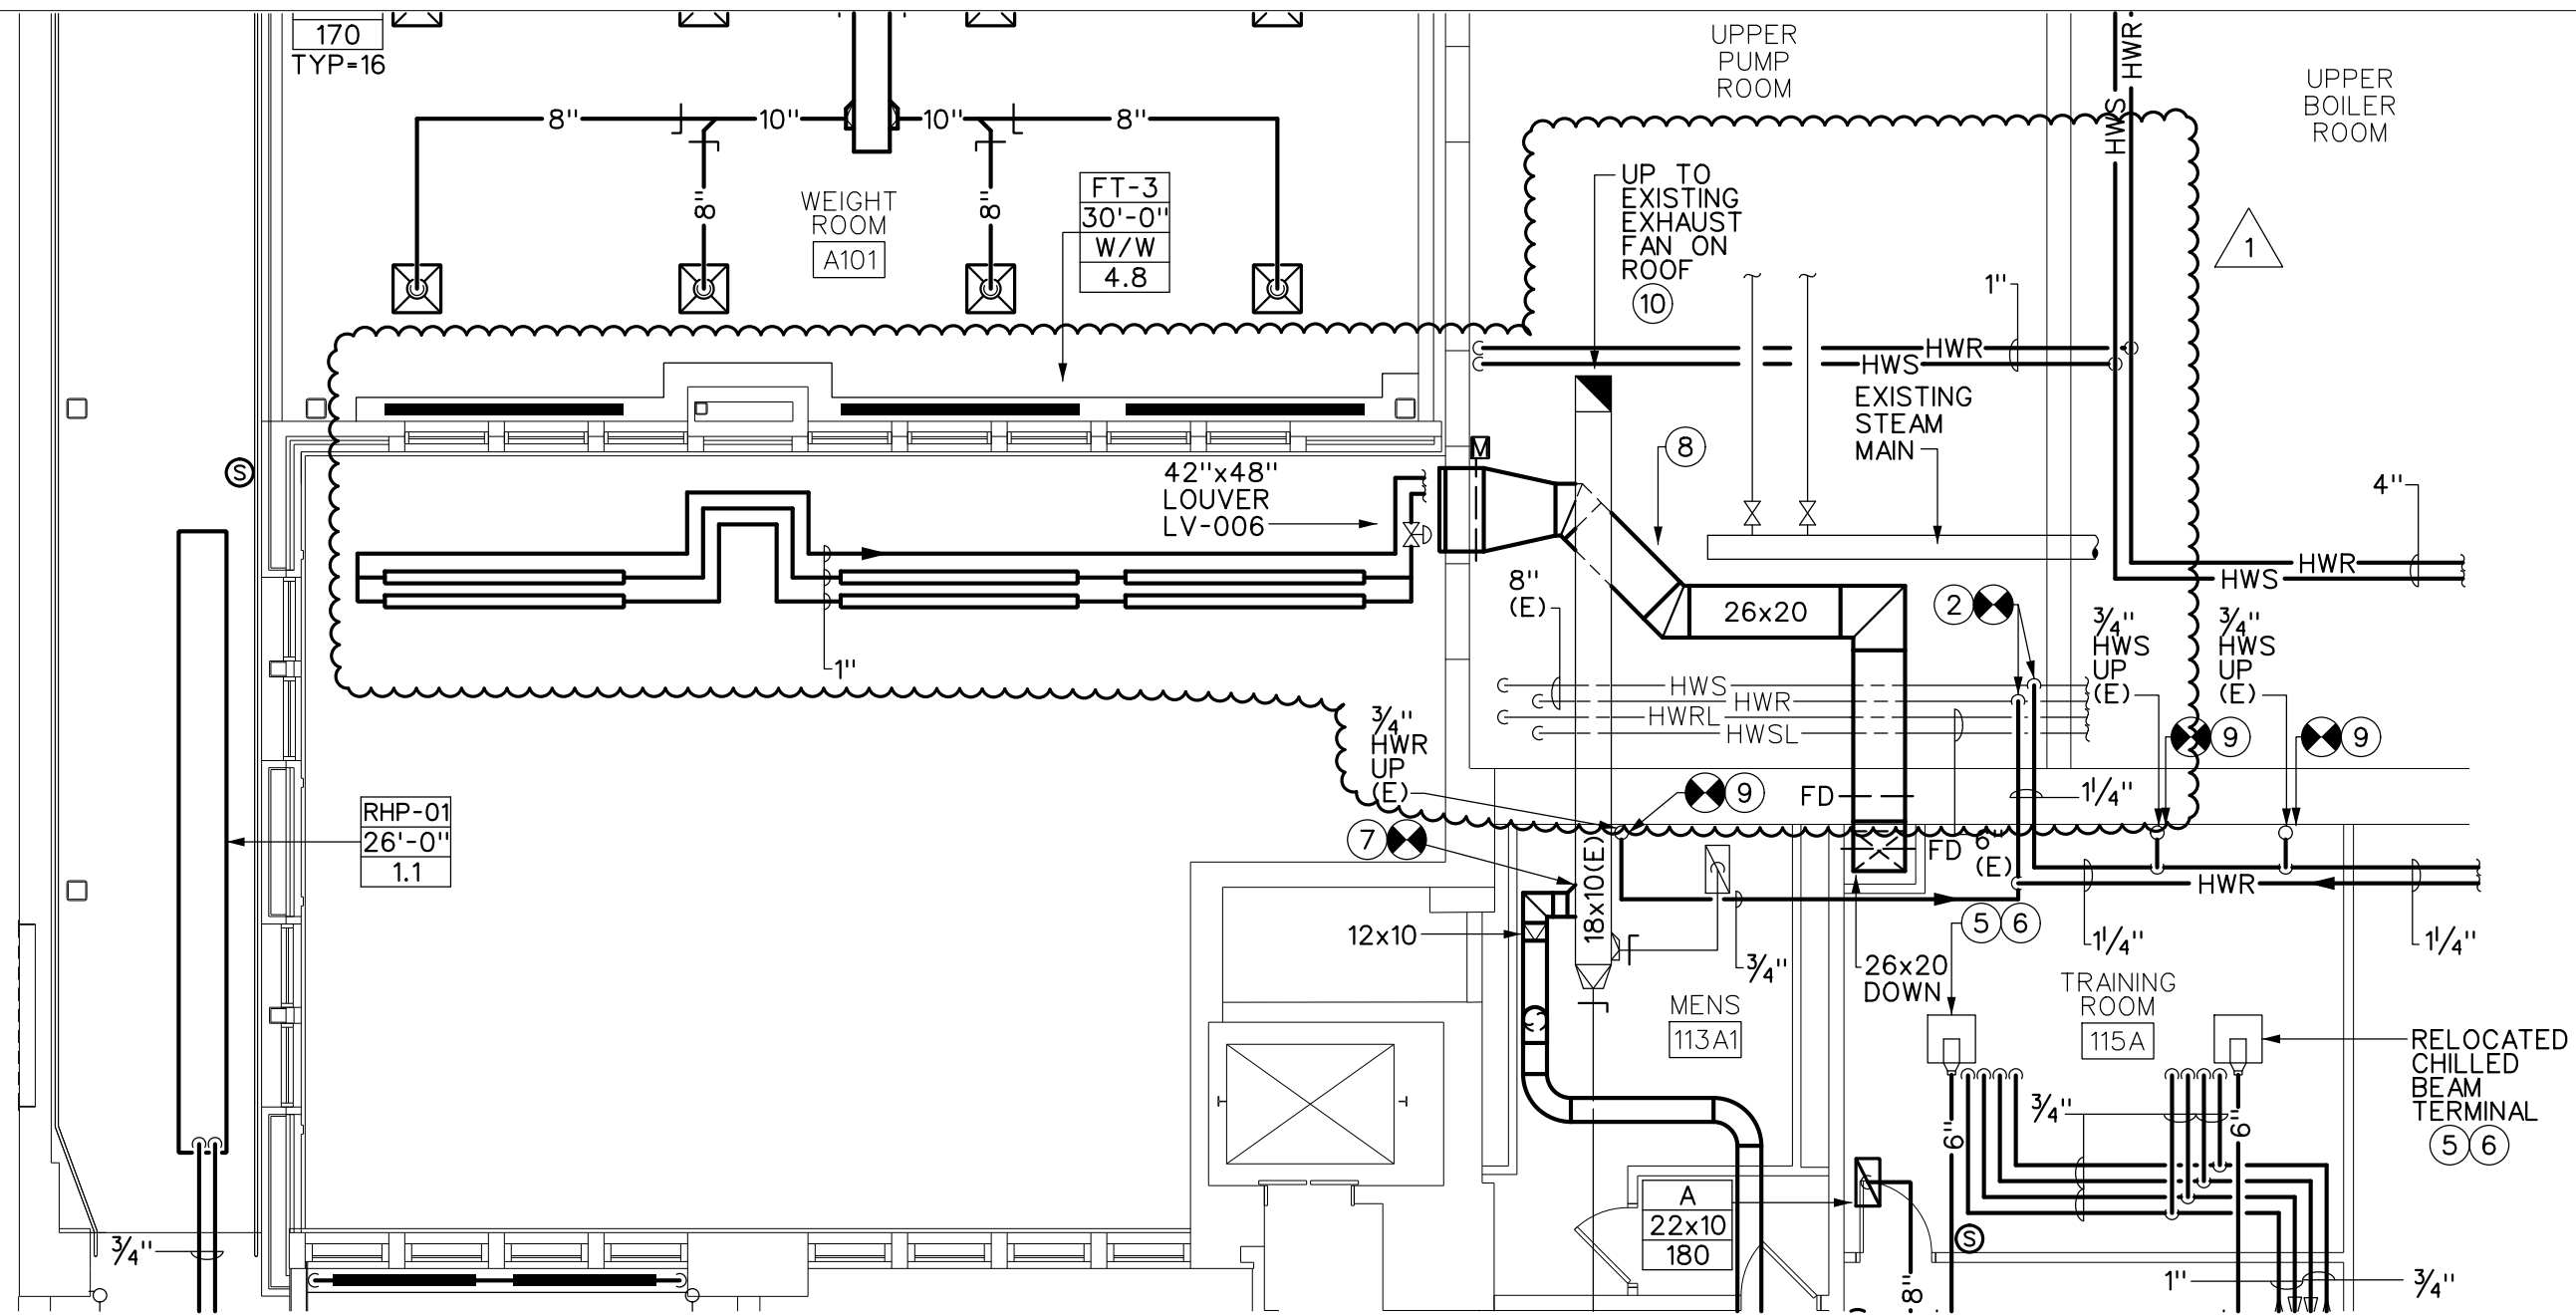 170
TYP=16
8"
10"
10"
8"
8"
8"
WEIGHT
ROOM
A101
FT-3
30'-0"
W/W
4.8
UPPER
PUMP
ROOM
HWR
HWS
UPPER
BOILER
ROOM
1
UP TO
EXISTING
EXHAUST
FAN ON
ROOF
10
1"
HWR
HWS
EXISTING
STEAM
MAIN
M
8
S
42"x48"
LOUVER
LV-006
1"
4"
HWR
HWS
8"
(E)
26x20
2
3/4"
HWS
UP
(E)
3/4"
HWS
UP
(E)
HWS
HWR
HWRL
HWSL
9
9
3/4"
HWR
UP
(E)
9
FD
1 1/4"
RHP-01
26'-0"
1.1
7
18x10(E)
FD
6"
(E)
HWR
12x10
3/4"
5
6
1 1/4"
1 1/4"
26x20
DOWN
MENS
113A1
TRAINING
ROOM
115A
RELOCATED
CHILLED
BEAM
TERMINAL
5
6
3/4"
6"
6"
A
22x10
180
S
8"
3/4"
1"
3/4"